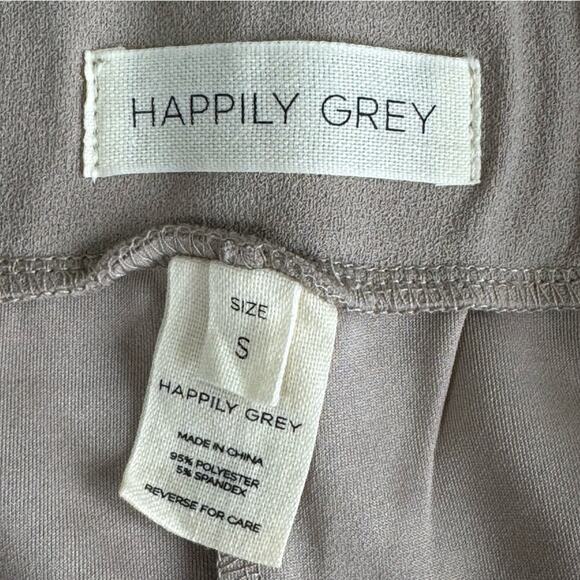 HAPPILY GREY
SIZE
S
HAPPILY GREY
MADE IN CHINA
95% POLYESTER
5% SPANDEX
REVERSE FOR CARE